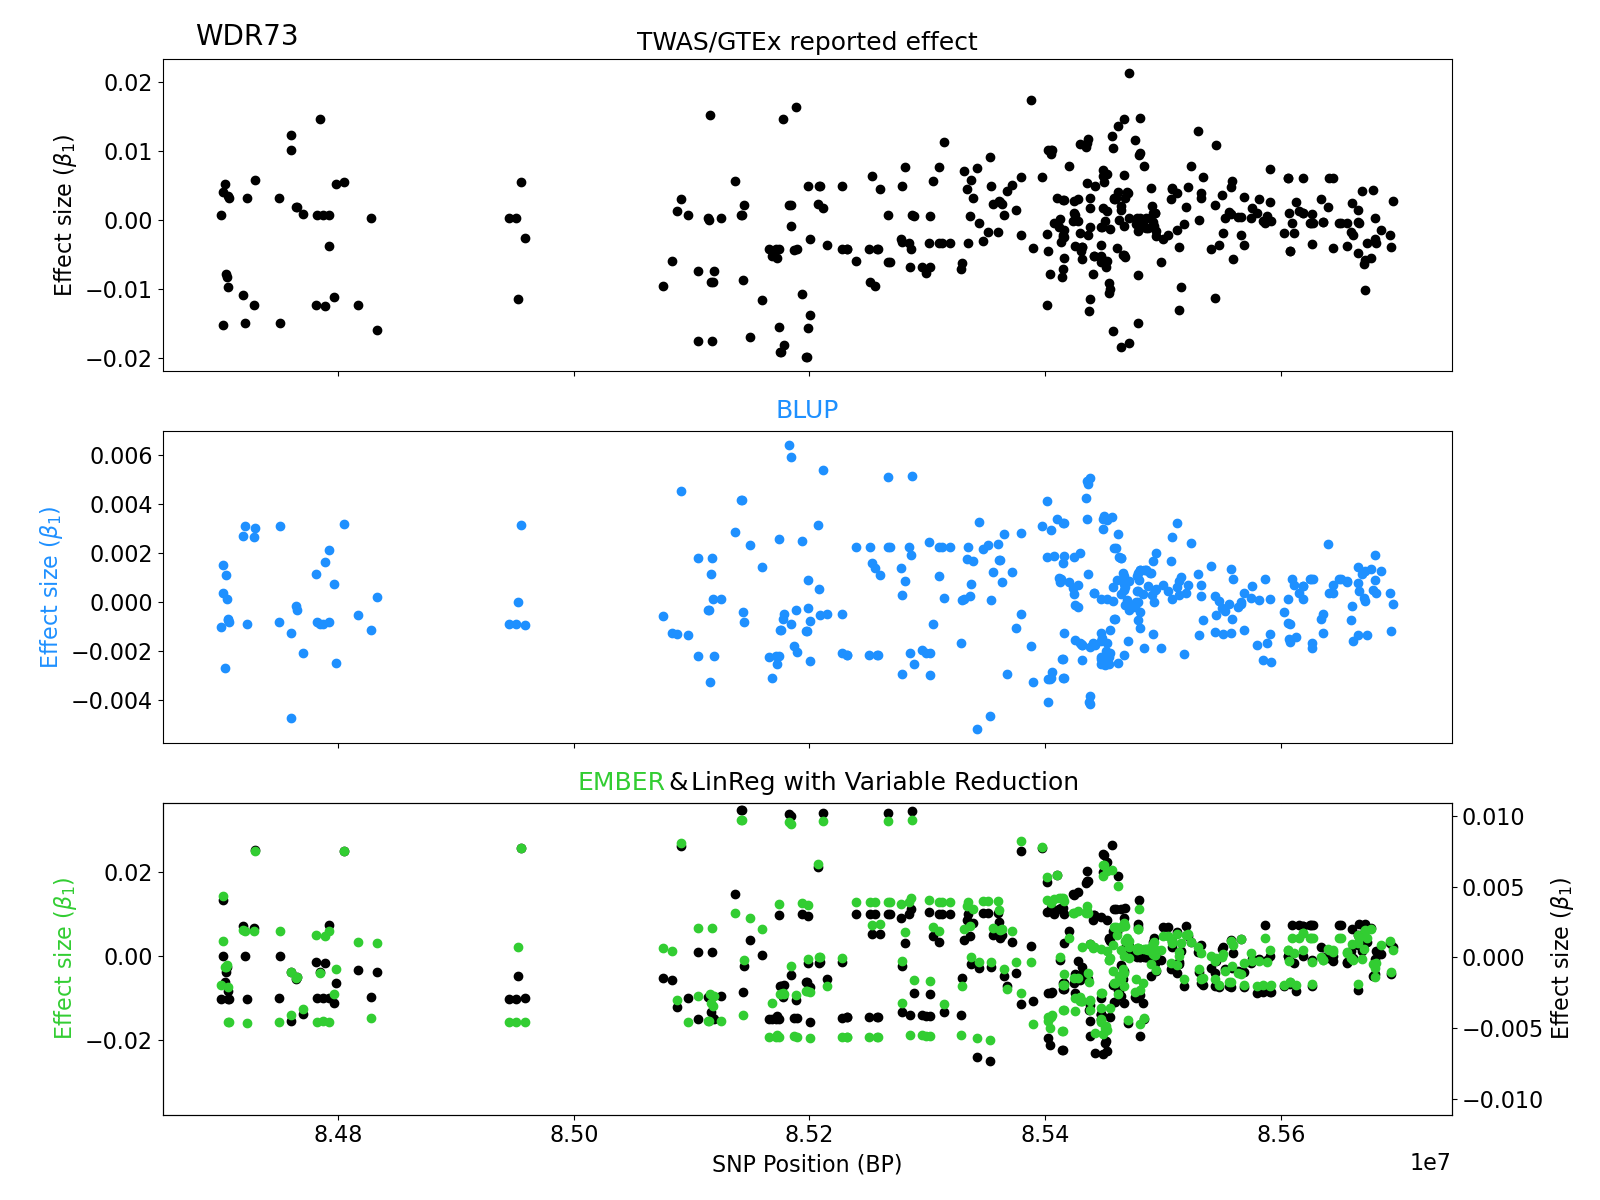 WDR73
TWAS/GTEx reported effect
Effect size (β₁)
0.02
0.01
0.00
−0.01
−0.02
BLUP
Effect size (β₁)
0.006
0.004
0.002
0.000
−0.002
−0.004
EMBER & LinReg with Variable Reduction
Effect size (β₁)
0.02
0.00
−0.02
0.010
0.005
0.000
−0.005
−0.010
Effect size (β₁)
8.48 8.50 8.52 8.54 8.56
SNP Position (BP)
1e7